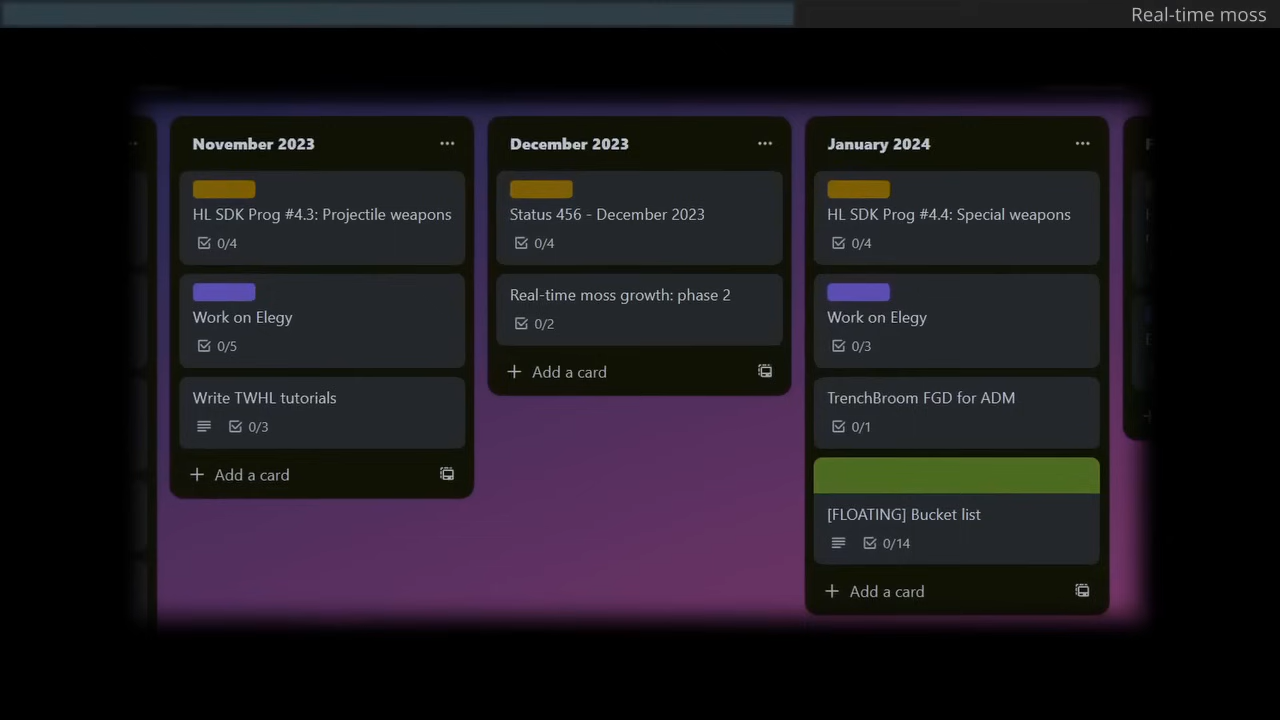 Real-time moss
November 2023
HL SDK Prog #4.3: Projectile weapons
0/4
Work on Elegy
0/5
Write TWHL tutorials
0/3
Add a card
December 2023
Status 456 - December 2023
0/4
Real-time moss growth: phase 2
0/2
Add a card
January 2024
HL SDK Prog #4.4: Special weapons
0/4
Work on Elegy
0/3
TrenchBroom FGD for ADM
0/1
[FLOATING] Bucket list
0/14
Add a card